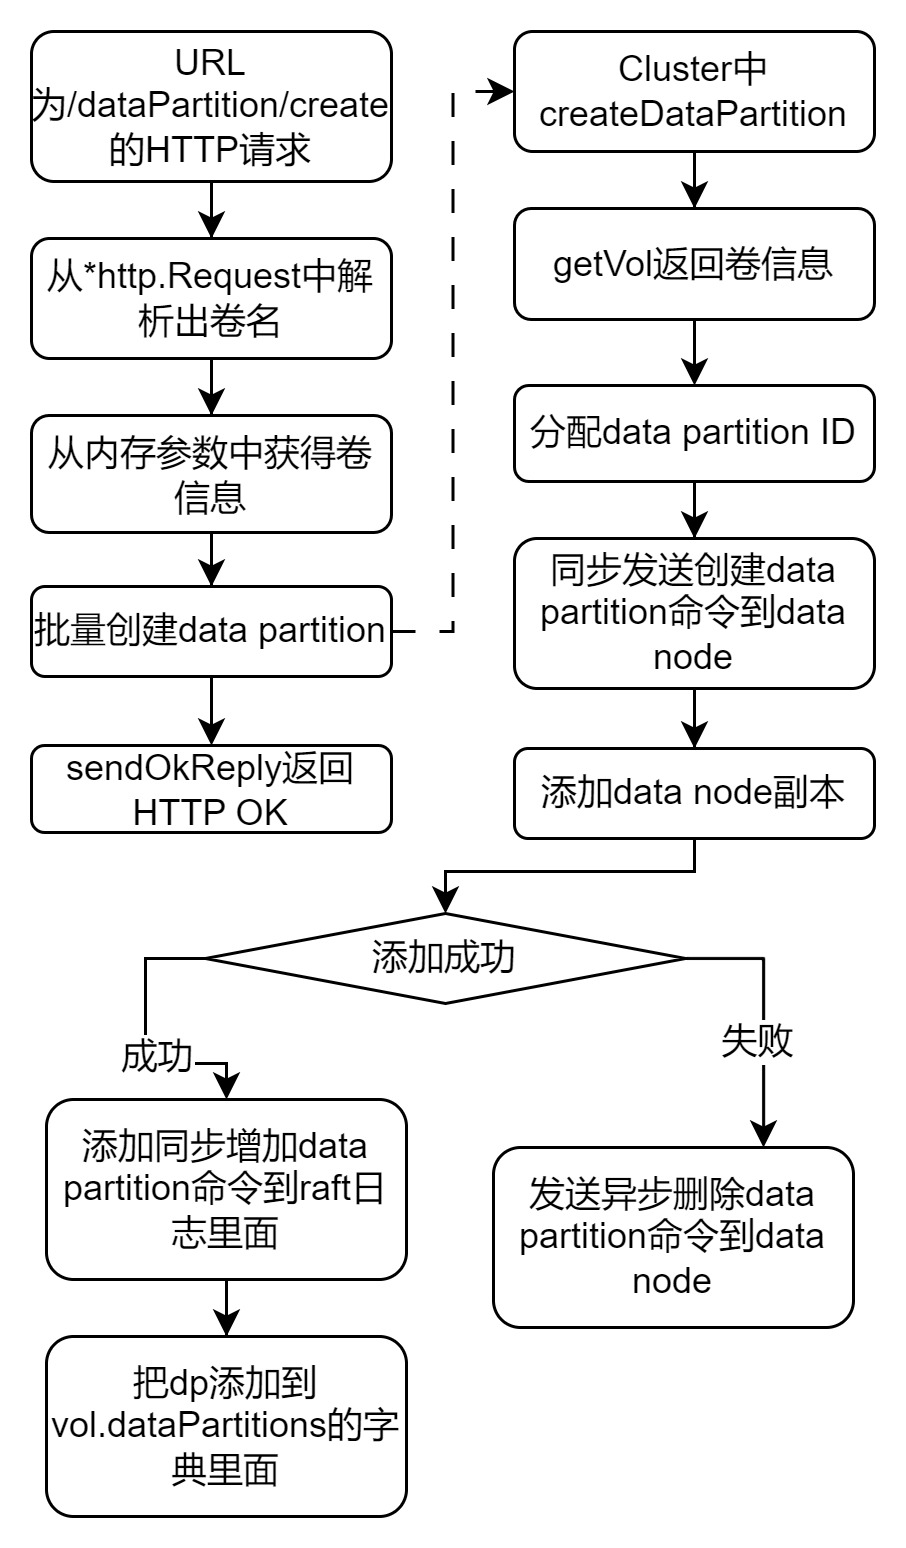 URL
为/dataPartition/create
的HTTP请求
从*http.Request中解
析出卷名
从内存参数中获得卷
信息
批量创建data partition
sendOkReply返回
HTTP OK
Cluster中
createDataPartition
getVol返回卷信息
分配data partition ID
同步发送创建data
partition命令到data
node
添加data node副本
添加成功
成功
失败
添加同步增加data
partition命令到raft日
志里面
把dp添加到
vol.dataPartitions的字
典里面
发送异步删除data
partition命令到data
node